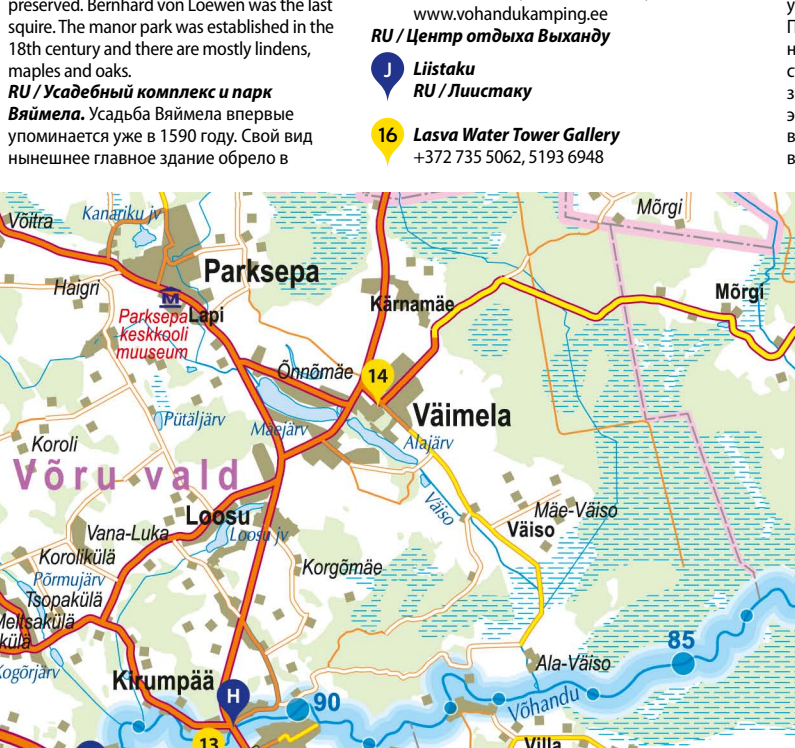 preserved. Bernhard von Loewen was the last
squire. The manor park was established in the
18th century and there are mostly lindens,
maples and oaks.
RU / Усадебный комплекс и парк
Вяймела. Усадьба Вяймела впервые
упоминается уже в 1590 году. Свой вид
нынешнее главное здание обрело в
www.vohandukamping.ee
RU / Центр отдыха Выханду
J
Liistaku
RU / Лиистаку
16
Lasva Water Tower Gallery
+372 735 5062, 5193 6948
Võitra
Kanariku jv
Mõrgi
Haigri
Parksepa
M
Lapi
Parksepa
keskkooli
muuseum
Kärnamäe
Mõrgi
Õnnõmäe
14
Pütäljärv
Mäejärv
Väimela
Alajärv
Koroli
Võru vald
Väiso
Mäe-Väiso
Väiso
Loosu
Loosu jv
Vana-Luka
Korolikülä
Korgõmäe
Põrmujärv
Tsopakülä
Meltsakülä
külä
Kogõrjärv
Kirumpää
H
90
13
85
Ala-Väiso
Võhandu
Villa